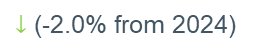 ↓ (-2.0% from 2024)